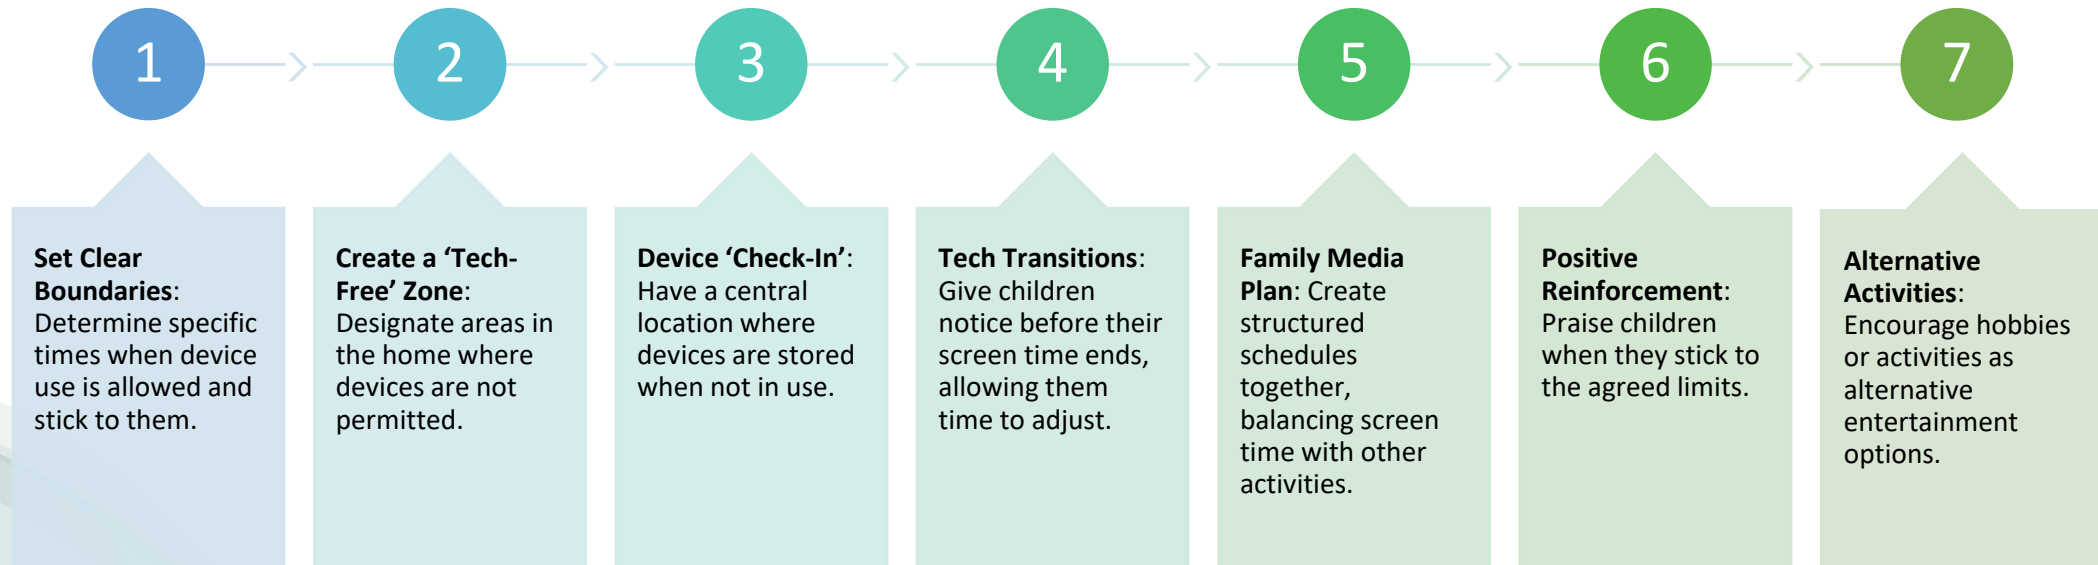 1
2
3
4
5
6
7
Set Clear
Boundaries:
Determine specific
times when device
use is allowed and
stick to them.
Create a ‘Tech-
Free’ Zone:
Designate areas in
the home where
devices are not
permitted.
Device ‘Check-In’:
Have a central
location where
devices are stored
when not in use.
Tech Transitions:
Give children
notice before their
screen time ends,
allowing them
time to adjust.
Family Media
Plan: Create
structured
schedules
together,
balancing screen
time with other
activities.
Positive
Reinforcement:
Praise children
when they stick to
the agreed limits.
Alternative
Activities:
Encourage hobbies
or activities as
alternative
entertainment
options.